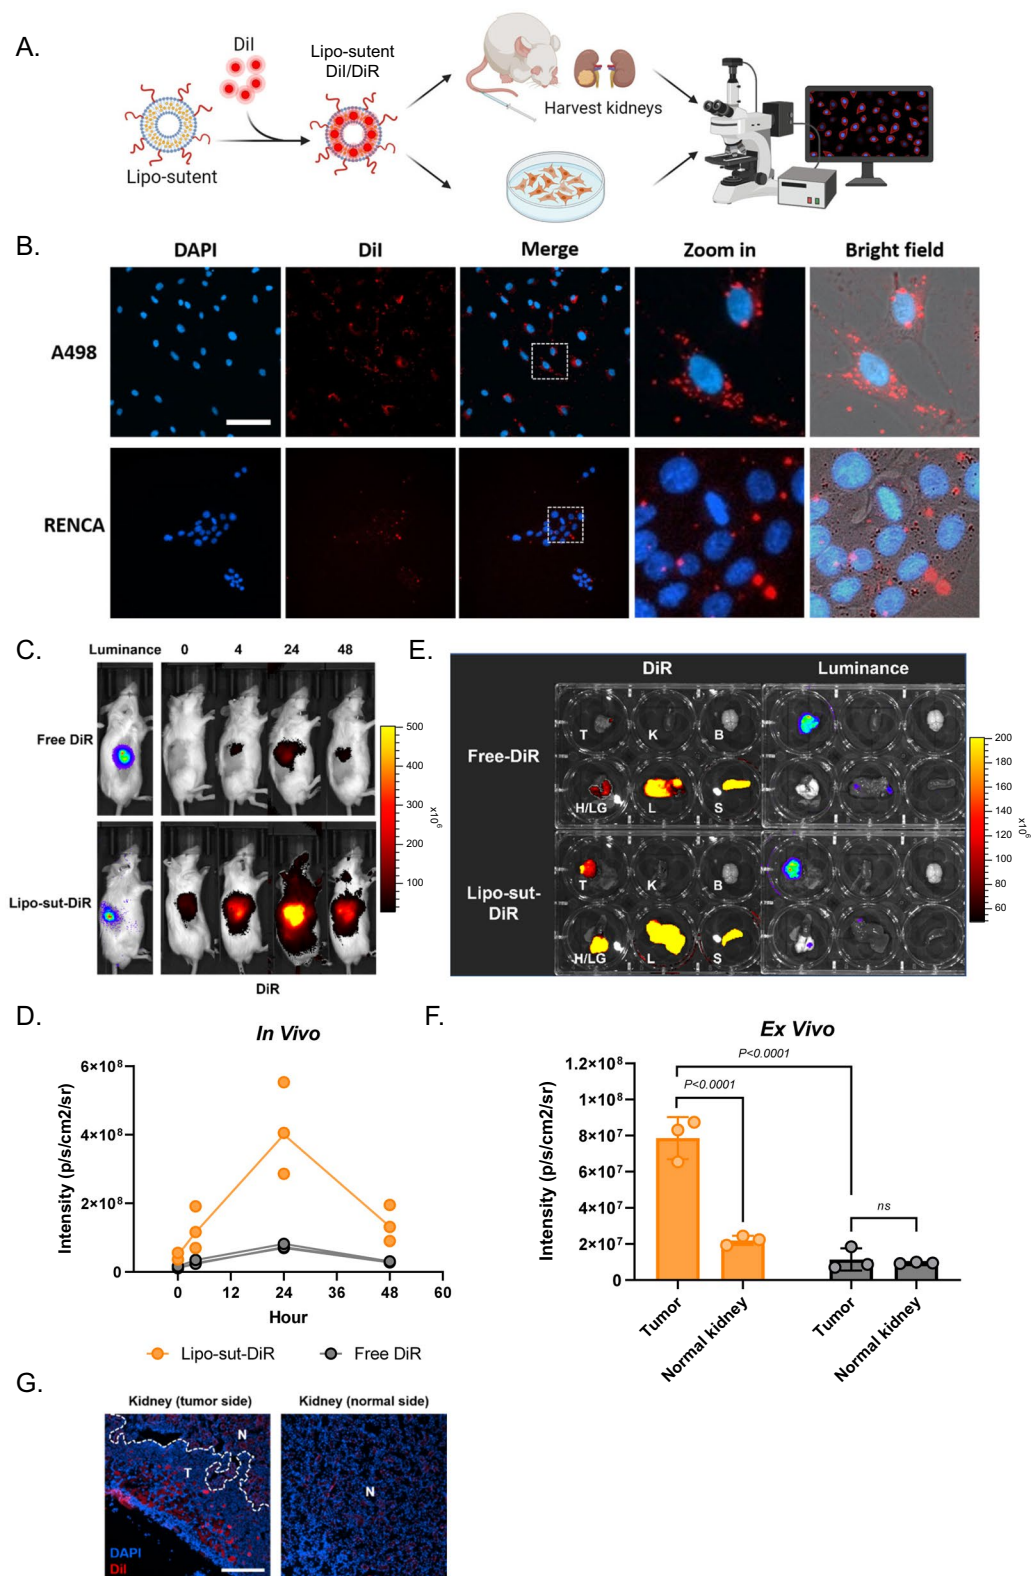 A.
DiI
Lipo-sutent
Lipo-sutent
DiI/DiR
Harvest kidneys
B.
DAPI DiI Merge Zoom in Bright field
A498
RENCA
C.
Luminance 0 4 24 48
Free DiR
Lipo-sut-DiR
DiR
500
400
300
200
100
x10⁶
E.
DiR Luminance
Free-DiR
T K B
H/LG L S
Lipo-sut-
DiR
T K B
H/LG L S
200
180
160
140
120
100
80
60
x10⁶
D.
In Vivo
Intensity (p/s/cm2/sr)
6×10⁸
4×10⁸
2×10⁸
0
0 12 24 36 48 60
Hour
Lipo-sut-DiR Free DiR
F.
Ex Vivo
Intensity (p/s/cm2/sr)
1.2×10⁸
1×10⁸
8×10⁷
6×10⁷
4×10⁷
2×10⁷
0
P<0.0001
P<0.0001
ns
Tumor
Normal kidney
Tumor
Normal kidney
G.
Kidney (tumor side) Kidney (normal side)
N
T
N
DAPI
DiI